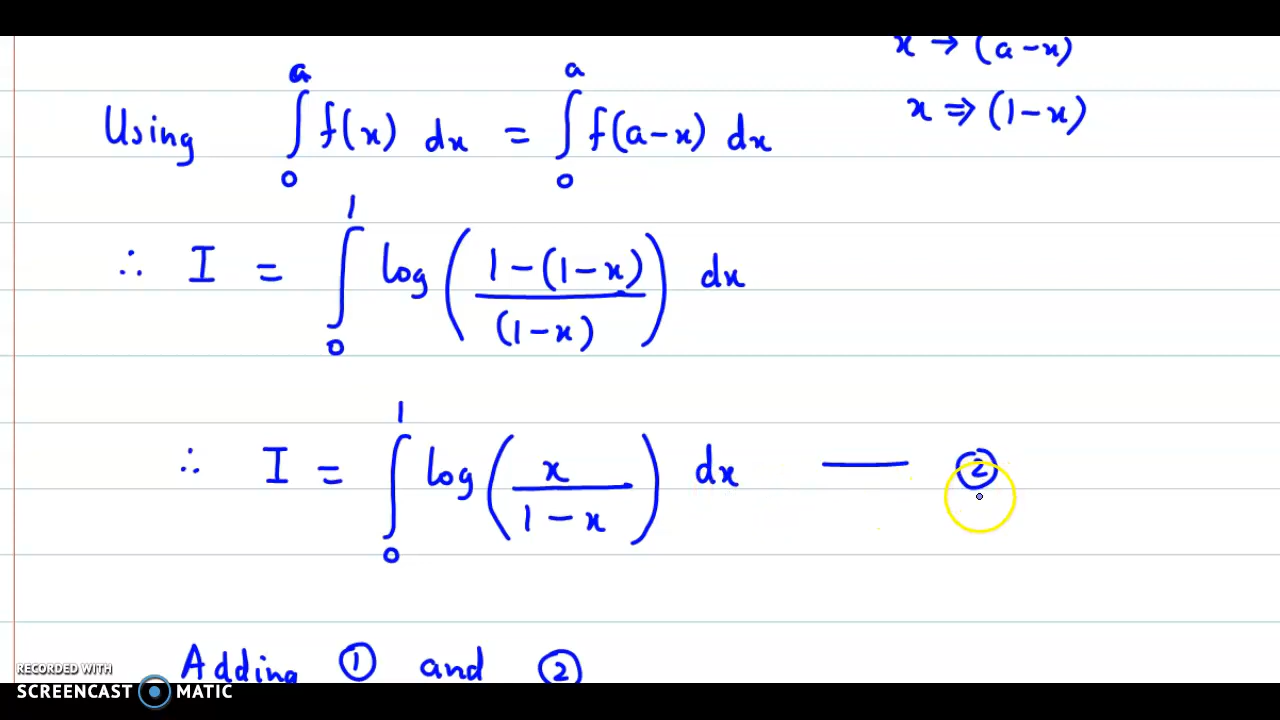 x → (a-x)
Using ∫₀ᵃ f(x) dx = ∫₀ᵃ f(a-x) dx
x ⇒ (1-x)
∴ I = ∫₀¹ log((1-(1-x))/(1-x)) dx
∴ I = ∫₀¹ log(x/(1-x)) dx — ②
Adding ① and ②
RECORDED WITH
SCREENCAST MATIC